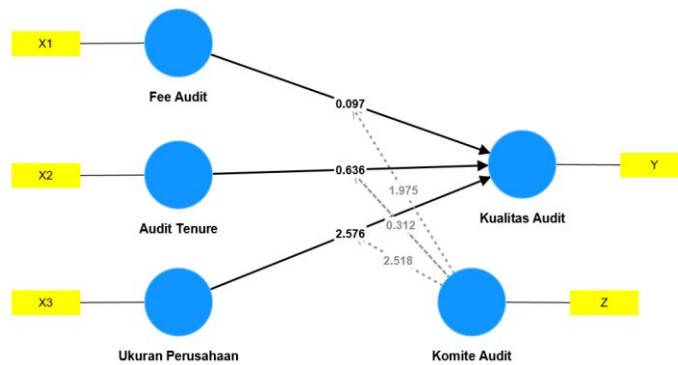 X1
Fee Audit
0.097
X2
Audit Tenure
0.636
1.975
Kualitas Audit
Y
2.576
0.312
2.518
X3
Ukuran Perusahaan
Komite Audit
Z